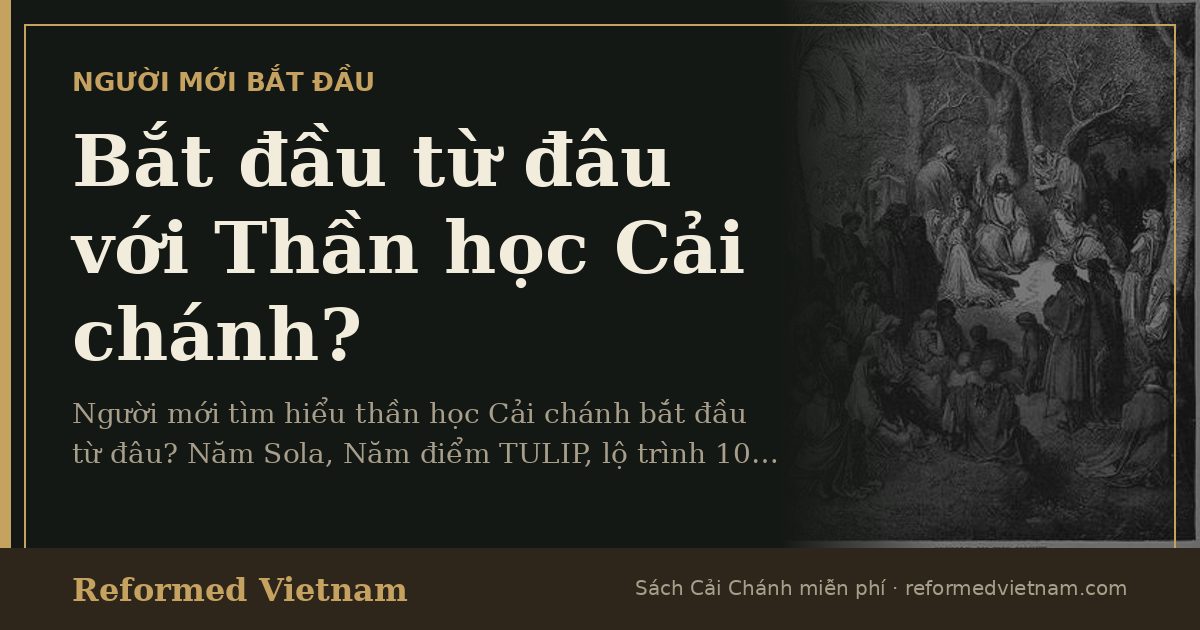 NGƯỜI MỚI BẮT ĐẦU
Bắt đầu từ đâu
với Thần học Cải
chánh?
Người mới tìm hiểu thần học Cải chánh bắt đầu
từ đâu? Năm Sola, Năm điểm TULIP, lộ trình 10…
Reformed Vietnam
Sách Cải Chánh miễn phí · reformedvietnam.com